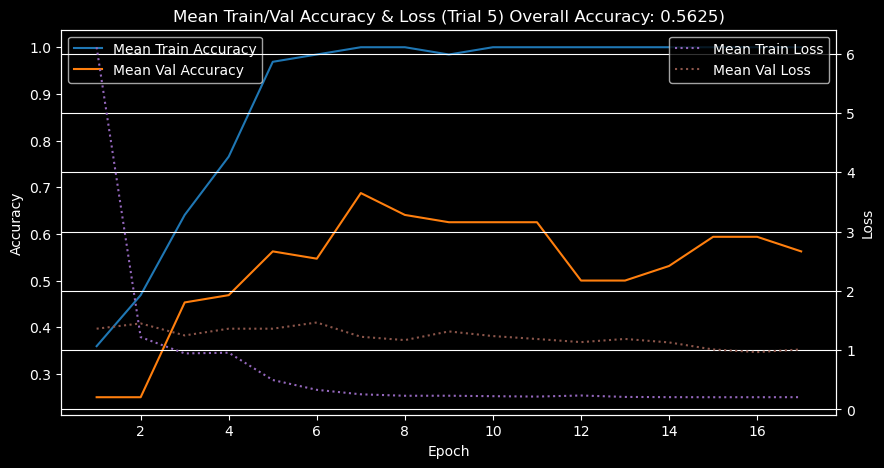 Mean Train/Val Accuracy & Loss (Trial 5) Overall Accuracy: 0.5625)
Mean Train Accuracy
Mean Val Accuracy
Mean Train Loss
Mean Val Loss
Accuracy
1.0
0.9
0.8
0.7
0.6
0.5
0.4
0.3
6
5
4
3
2
1
0
Loss
2 4 6 8 10 12 14 16
Epoch